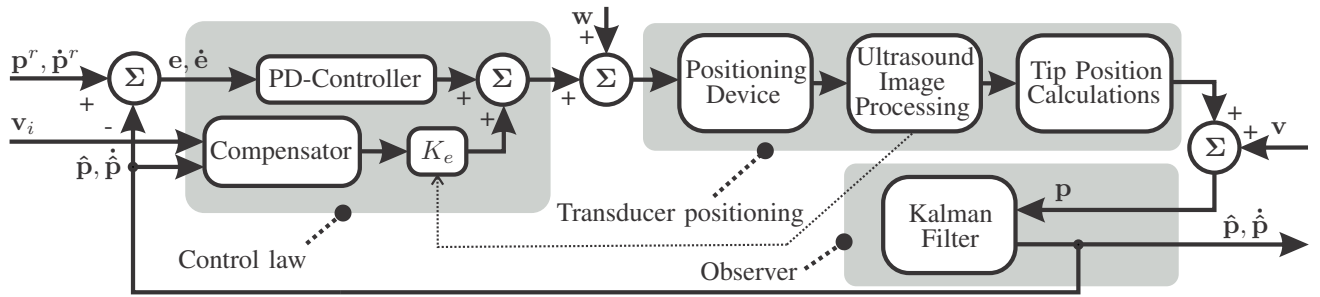 w
+
p^r, ṗ^r
Σ
e, ė
PD-Controller
Σ
Σ
Positioning
Device
Ultrasound
Image
Processing
Tip Position
Calculations
+
+
+
-
v_i
Compensator
K_e
+
+
+
Σ
v
p̂, p̂̇
p
Transducer positioning
Kalman
Filter
p̂, p̂̇
Control law
Observer